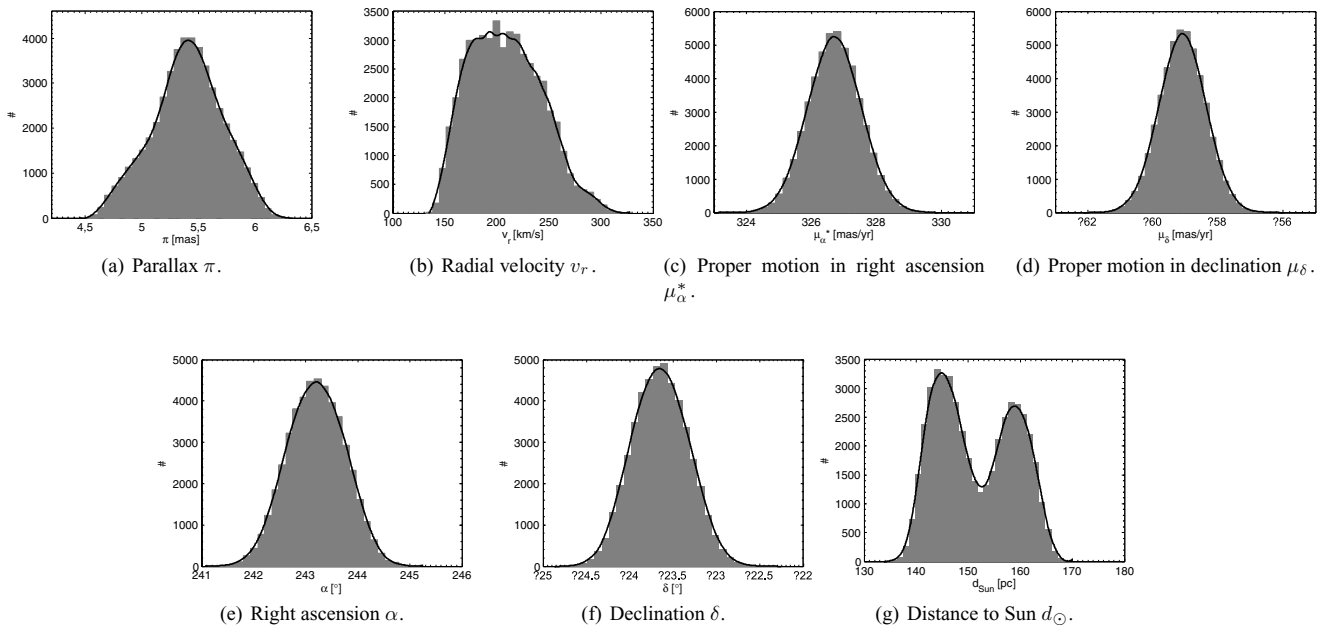 4000
3000
2000
1000
0
#
4,5 5 5,5 6 6,5
π [mas]
(a) Parallax π.
3500
3000
2500
2000
1500
1000
500
0
#
100 150 200 250 300 350
v_r [km/s]
(b) Radial velocity v_r.
6000
5000
4000
3000
2000
1000
0
#
324 326 328 330
μ_α* [mas/yr]
(c) Proper motion in right ascension
μ_α*.
6000
5000
4000
3000
2000
1000
0
#
?762 ?760 ?758 ?756
μ_δ [mas/yr]
(d) Proper motion in declination μ_δ.
5000
4000
3000
2000
1000
0
#
241 242 243 244 245 246
α [°]
(e) Right ascension α.
5000
4000
3000
2000
1000
0
#
?25 ?24,5 ?24 ?23,5 ?23 ?22,5 ?22
δ [°]
(f) Declination δ.
3500
3000
2500
2000
1500
1000
500
0
#
130 140 150 160 170 180
d_Sun [pc]
(g) Distance to Sun d_⊙.